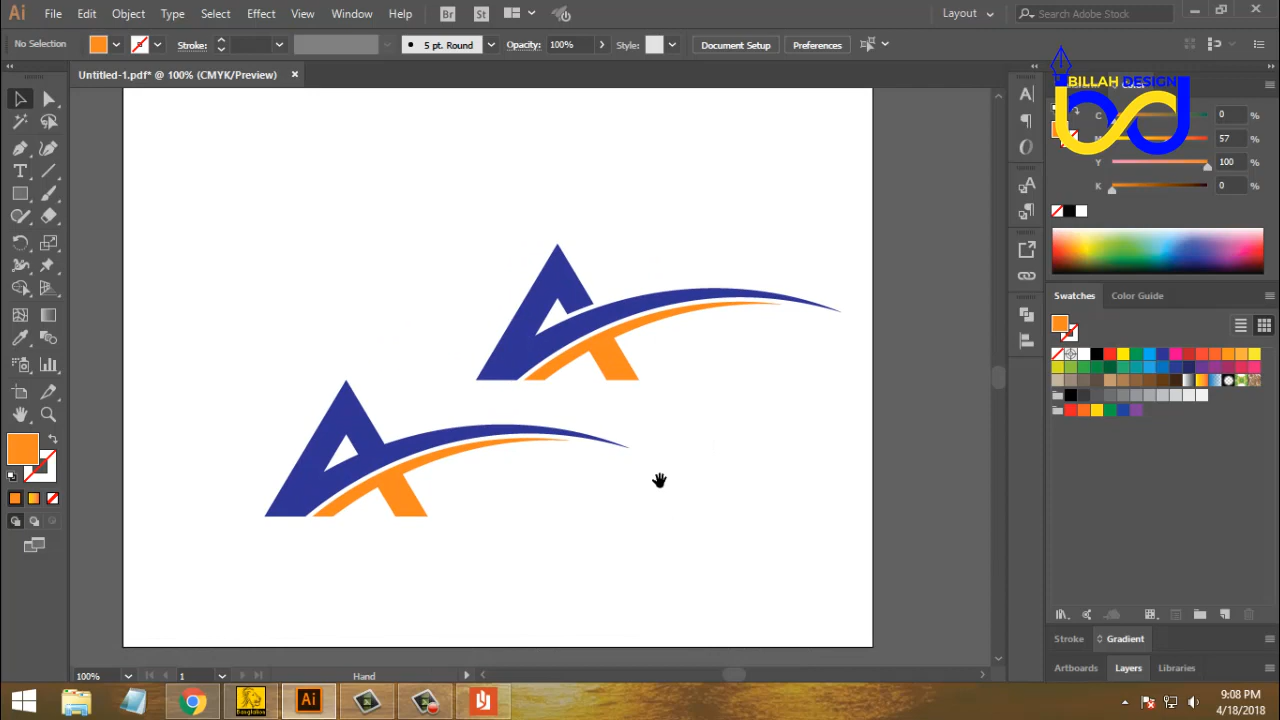 Ai File Edit Object Type Select Effect View Window Help Br St Layout Search Adobe Stock
No Selection Stroke: 5 pt. Round Opacity: 100% Style: Document Setup Preferences
Untitled-1.pdf* @ 100% (CMYK/Preview) ×
BILLAH DESIGN
Color
C 0 %
M 57 %
Y 100 %
K 0 %
Swatches Color Guide
Stroke Gradient
Artboards Layers Libraries
100% 1 Hand
Ai
Banglalion
9:08 PM
4/18/2018